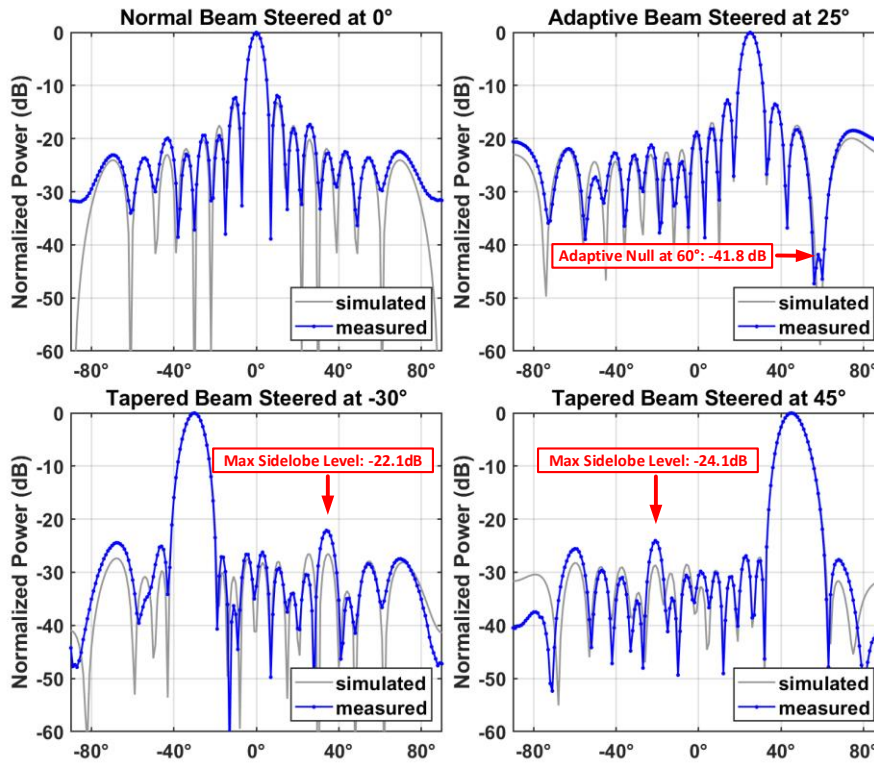 Normal Beam Steered at 0°
Normalized Power (dB)
0
-10
-20
-30
-40
-50
-60
-80°
-40°
0°
40°
80°
simulated
measured
Adaptive Beam Steered at 25°
Normalized Power (dB)
0
-10
-20
-30
-40
-50
-60
-80°
-40°
0°
40°
80°
Adaptive Null at 60°: -41.8 dB
simulated
measured
Tapered Beam Steered at -30°
Normalized Power (dB)
0
-10
-20
-30
-40
-50
-60
-80°
-40°
0°
40°
80°
Max Sidelobe Level: -22.1dB
simulated
measured
Tapered Beam Steered at 45°
Normalized Power (dB)
0
-10
-20
-30
-40
-50
-60
-80°
-40°
0°
40°
80°
Max Sidelobe Level: -24.1dB
simulated
measured